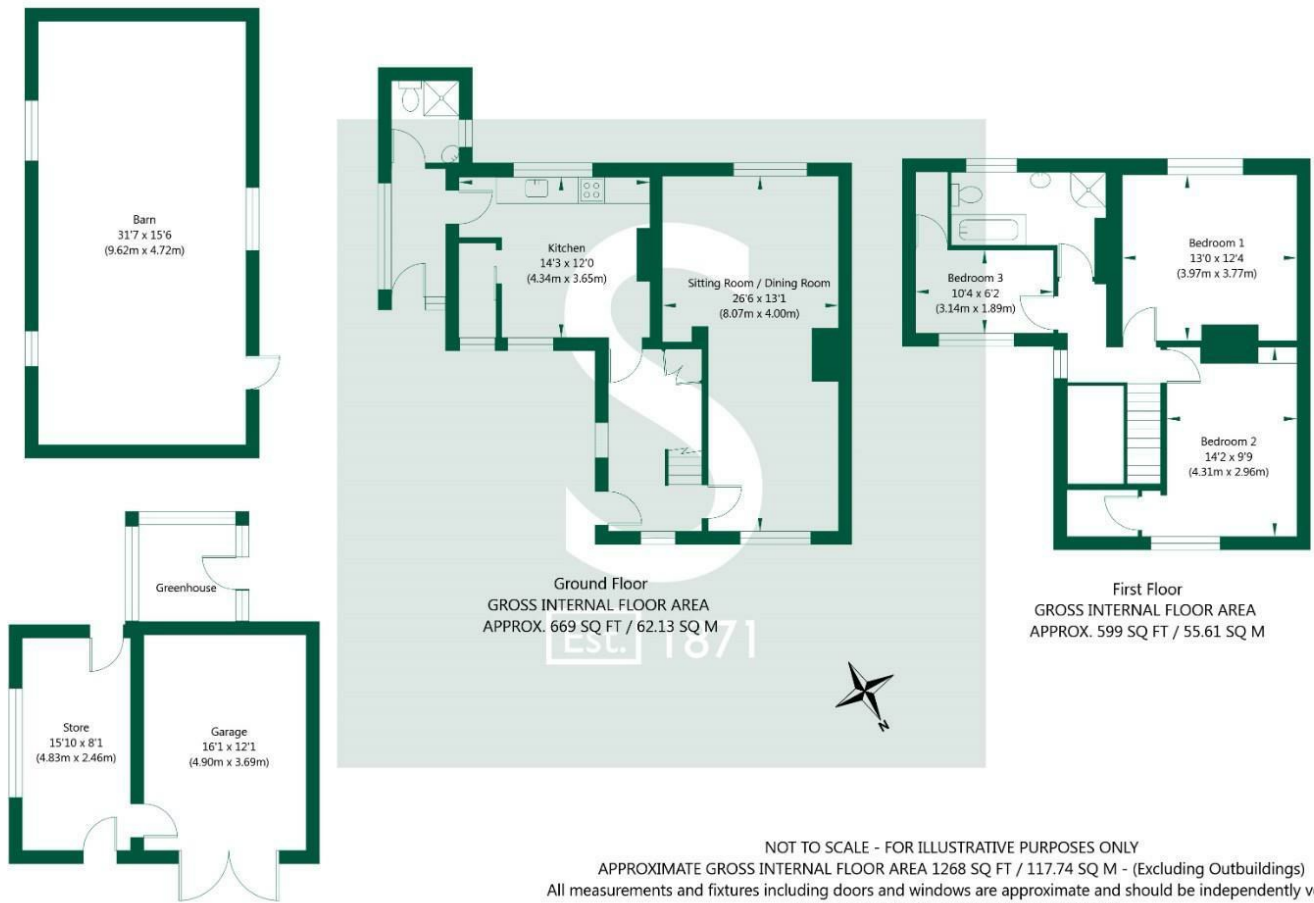 Barn
31'7 x 15'6
(9.62m x 4.72m)
Kitchen
14'3 x 12'0
(4.34m x 3.65m)
Sitting Room / Dining Room
26'6 x 13'1
(8.07m x 4.00m)
Bedroom 1
13'0 x 12'4
(3.97m x 3.77m)
Bedroom 3
10'4 x 6'2
(3.14m x 1.89m)
Bedroom 2
14'2 x 9'9
(4.31m x 2.96m)
Greenhouse
Store
15'10 x 8'1
(4.83m x 2.46m)
Garage
16'1 x 12'1
(4.90m x 3.69m)
S
Est. 1871
Ground Floor
GROSS INTERNAL FLOOR AREA
APPROX. 669 SQ FT / 62.13 SQ M
First Floor
GROSS INTERNAL FLOOR AREA
APPROX. 599 SQ FT / 55.61 SQ M
N
NOT TO SCALE - FOR ILLUSTRATIVE PURPOSES ONLY
APPROXIMATE GROSS INTERNAL FLOOR AREA 1268 SQ FT / 117.74 SQ M - (Excluding Outbuildings)
All measurements and fixtures including doors and windows are approximate and should be independently